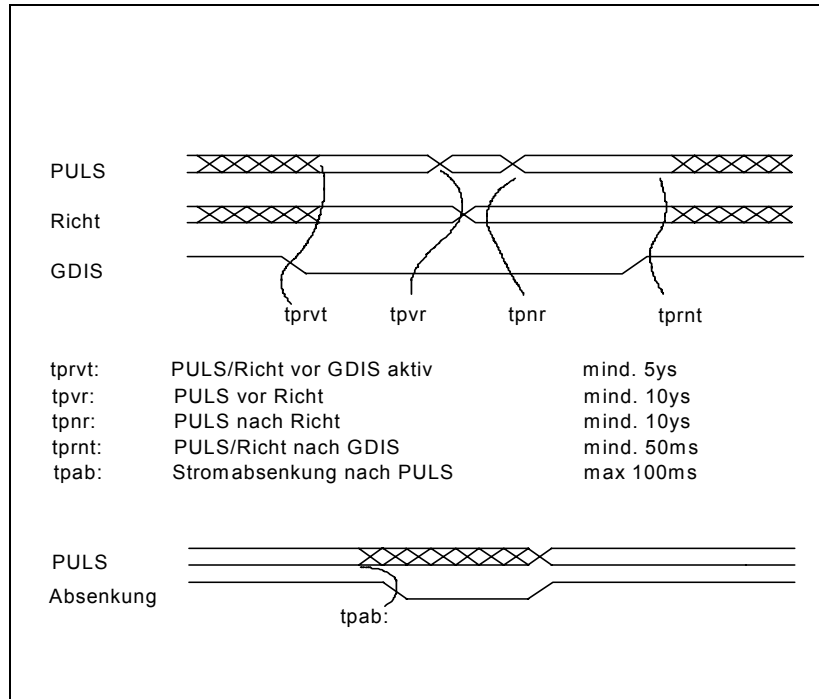 PULS
Richt
GDIS
tprvt tpvr tpnr tprnt
tprvt: PULS/Richt vor GDIS aktiv mind. 5ys
tpvr: PULS vor Richt mind. 10ys
tpnr: PULS nach Richt mind. 10ys
tprnt: PULS/Richt nach GDIS mind. 50ms
tpab: Stromabsenkung nach PULS max 100ms
PULS
Absenkung
tpab: